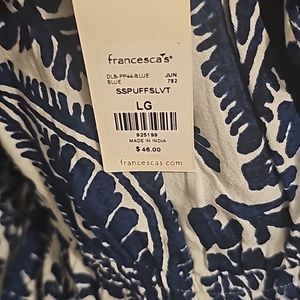 francesca's®
DLB-PP44-BLUE JUN
BLUE 782
SSPUFFSLVT
LG
925199
MADE IN INDIA
$ 46.00
francescas.com